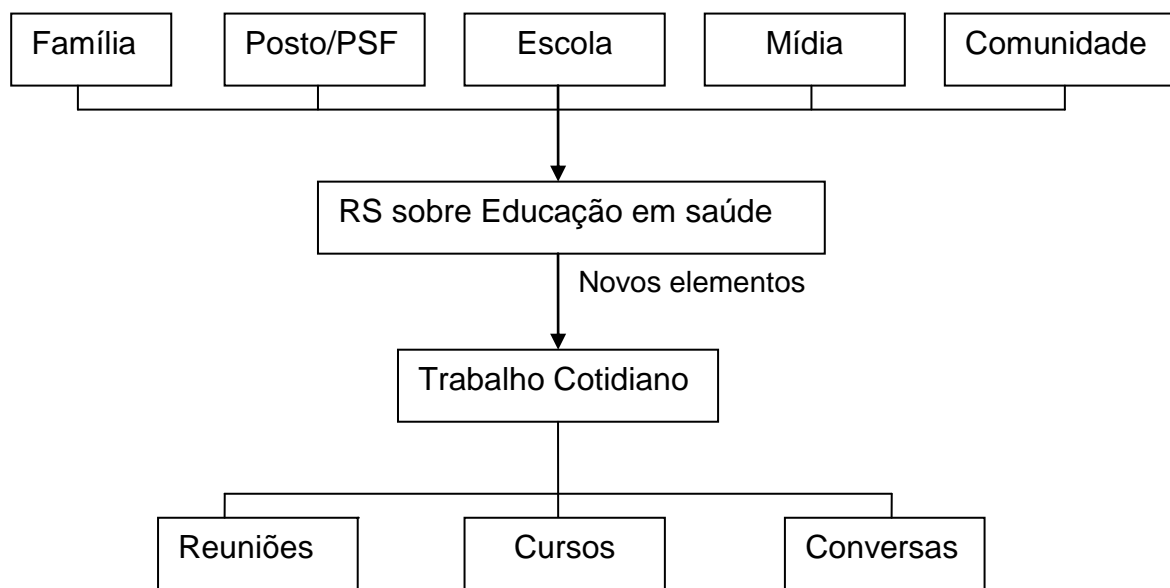 Família Posto/PSF Escola Mídia Comunidade
RS sobre Educação em saúde
Novos elementos
Trabalho Cotidiano
Reuniões Cursos Conversas